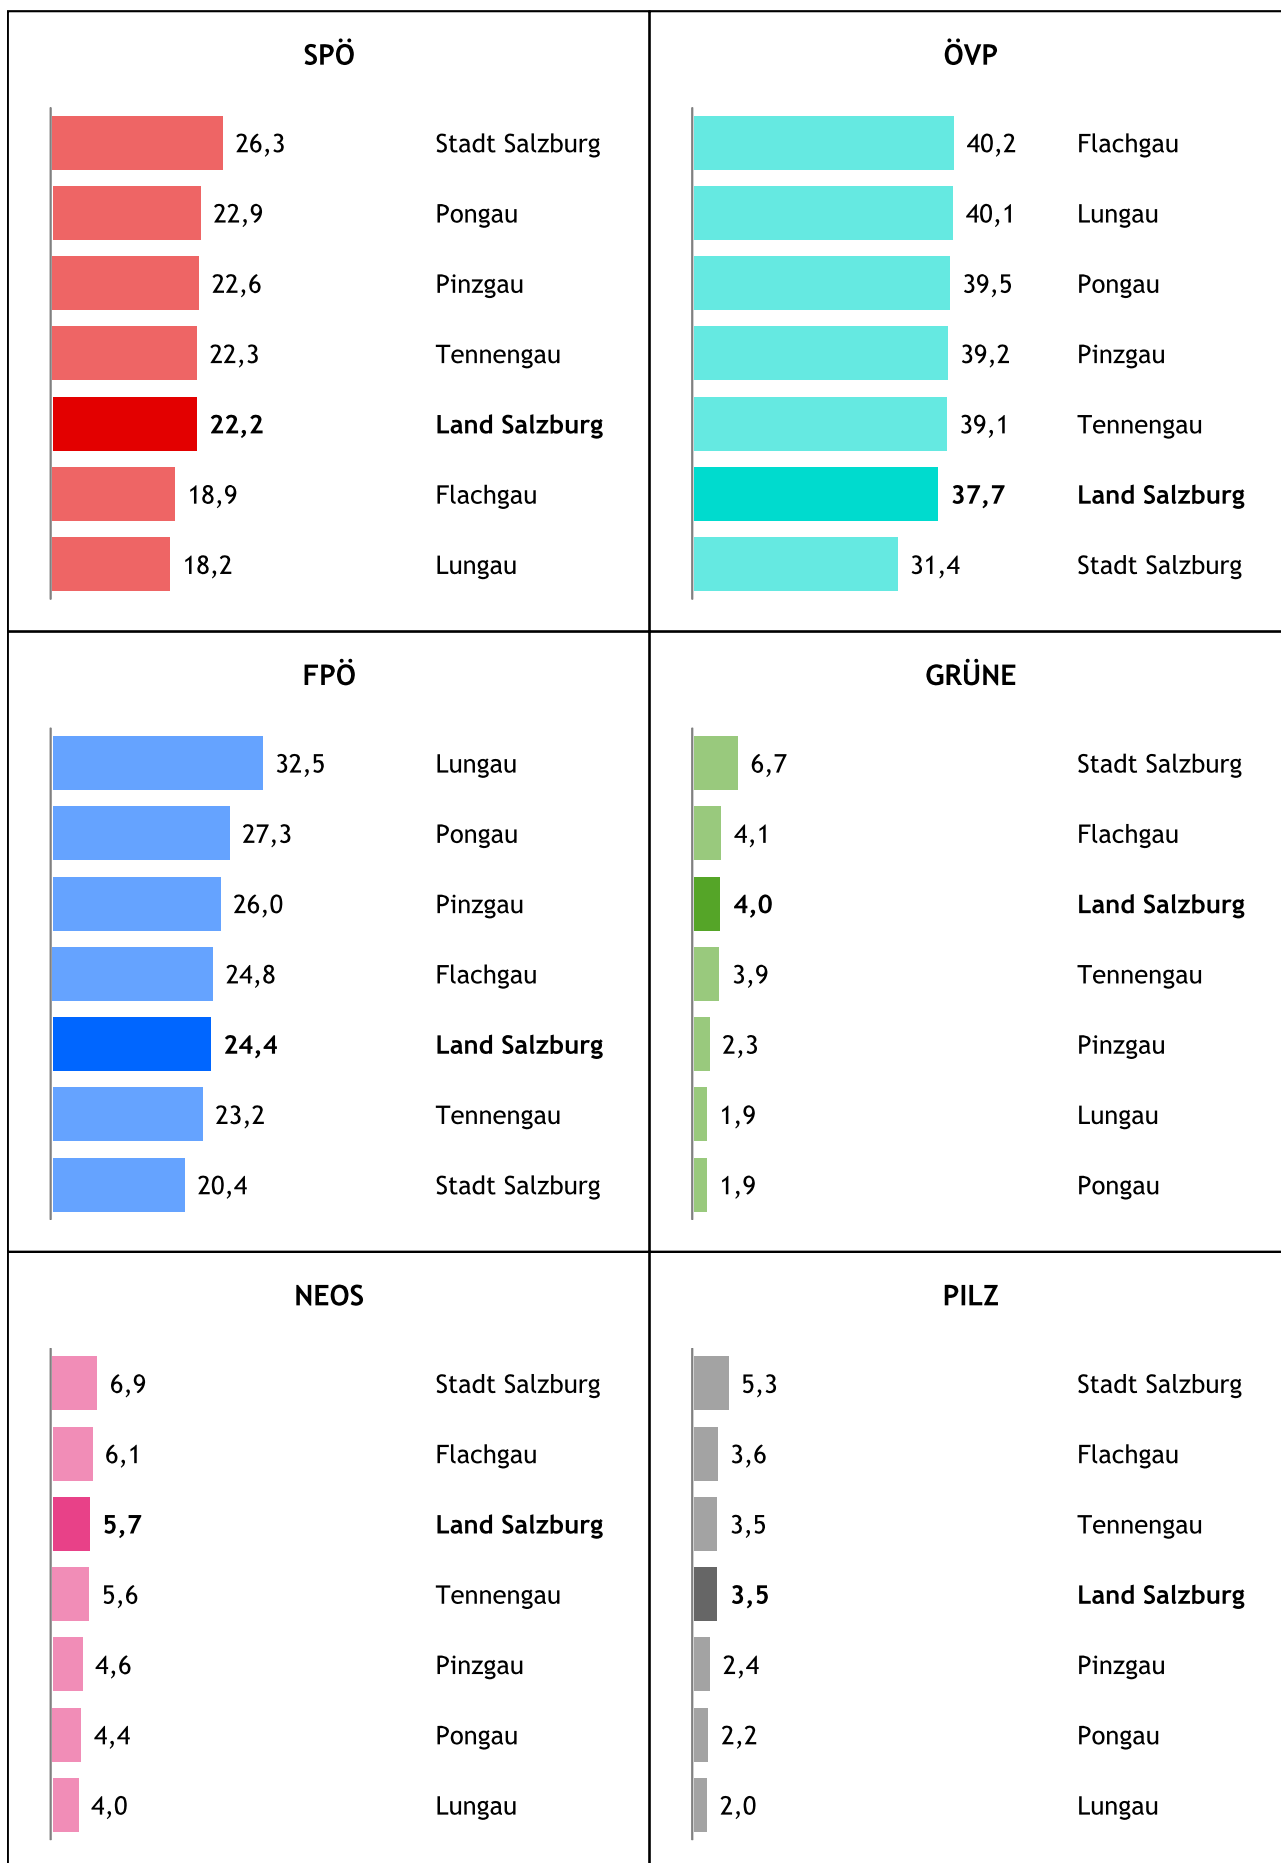 SPÖ
26,3 Stadt Salzburg
22,9 Pongau
22,6 Pinzgau
22,3 Tennengau
22,2 Land Salzburg
18,9 Flachgau
18,2 Lungau
ÖVP
40,2 Flachgau
40,1 Lungau
39,5 Pongau
39,2 Pinzgau
39,1 Tennengau
37,7 Land Salzburg
31,4 Stadt Salzburg
FPÖ
32,5 Lungau
27,3 Pongau
26,0 Pinzgau
24,8 Flachgau
24,4 Land Salzburg
23,2 Tennengau
20,4 Stadt Salzburg
GRÜNE
6,7 Stadt Salzburg
4,1 Flachgau
4,0 Land Salzburg
3,9 Tennengau
2,3 Pinzgau
1,9 Lungau
1,9 Pongau
NEOS
6,9 Stadt Salzburg
6,1 Flachgau
5,7 Land Salzburg
5,6 Tennengau
4,6 Pinzgau
4,4 Pongau
4,0 Lungau
PILZ
5,3 Stadt Salzburg
3,6 Flachgau
3,5 Tennengau
3,5 Land Salzburg
2,4 Pinzgau
2,2 Pongau
2,0 Lungau